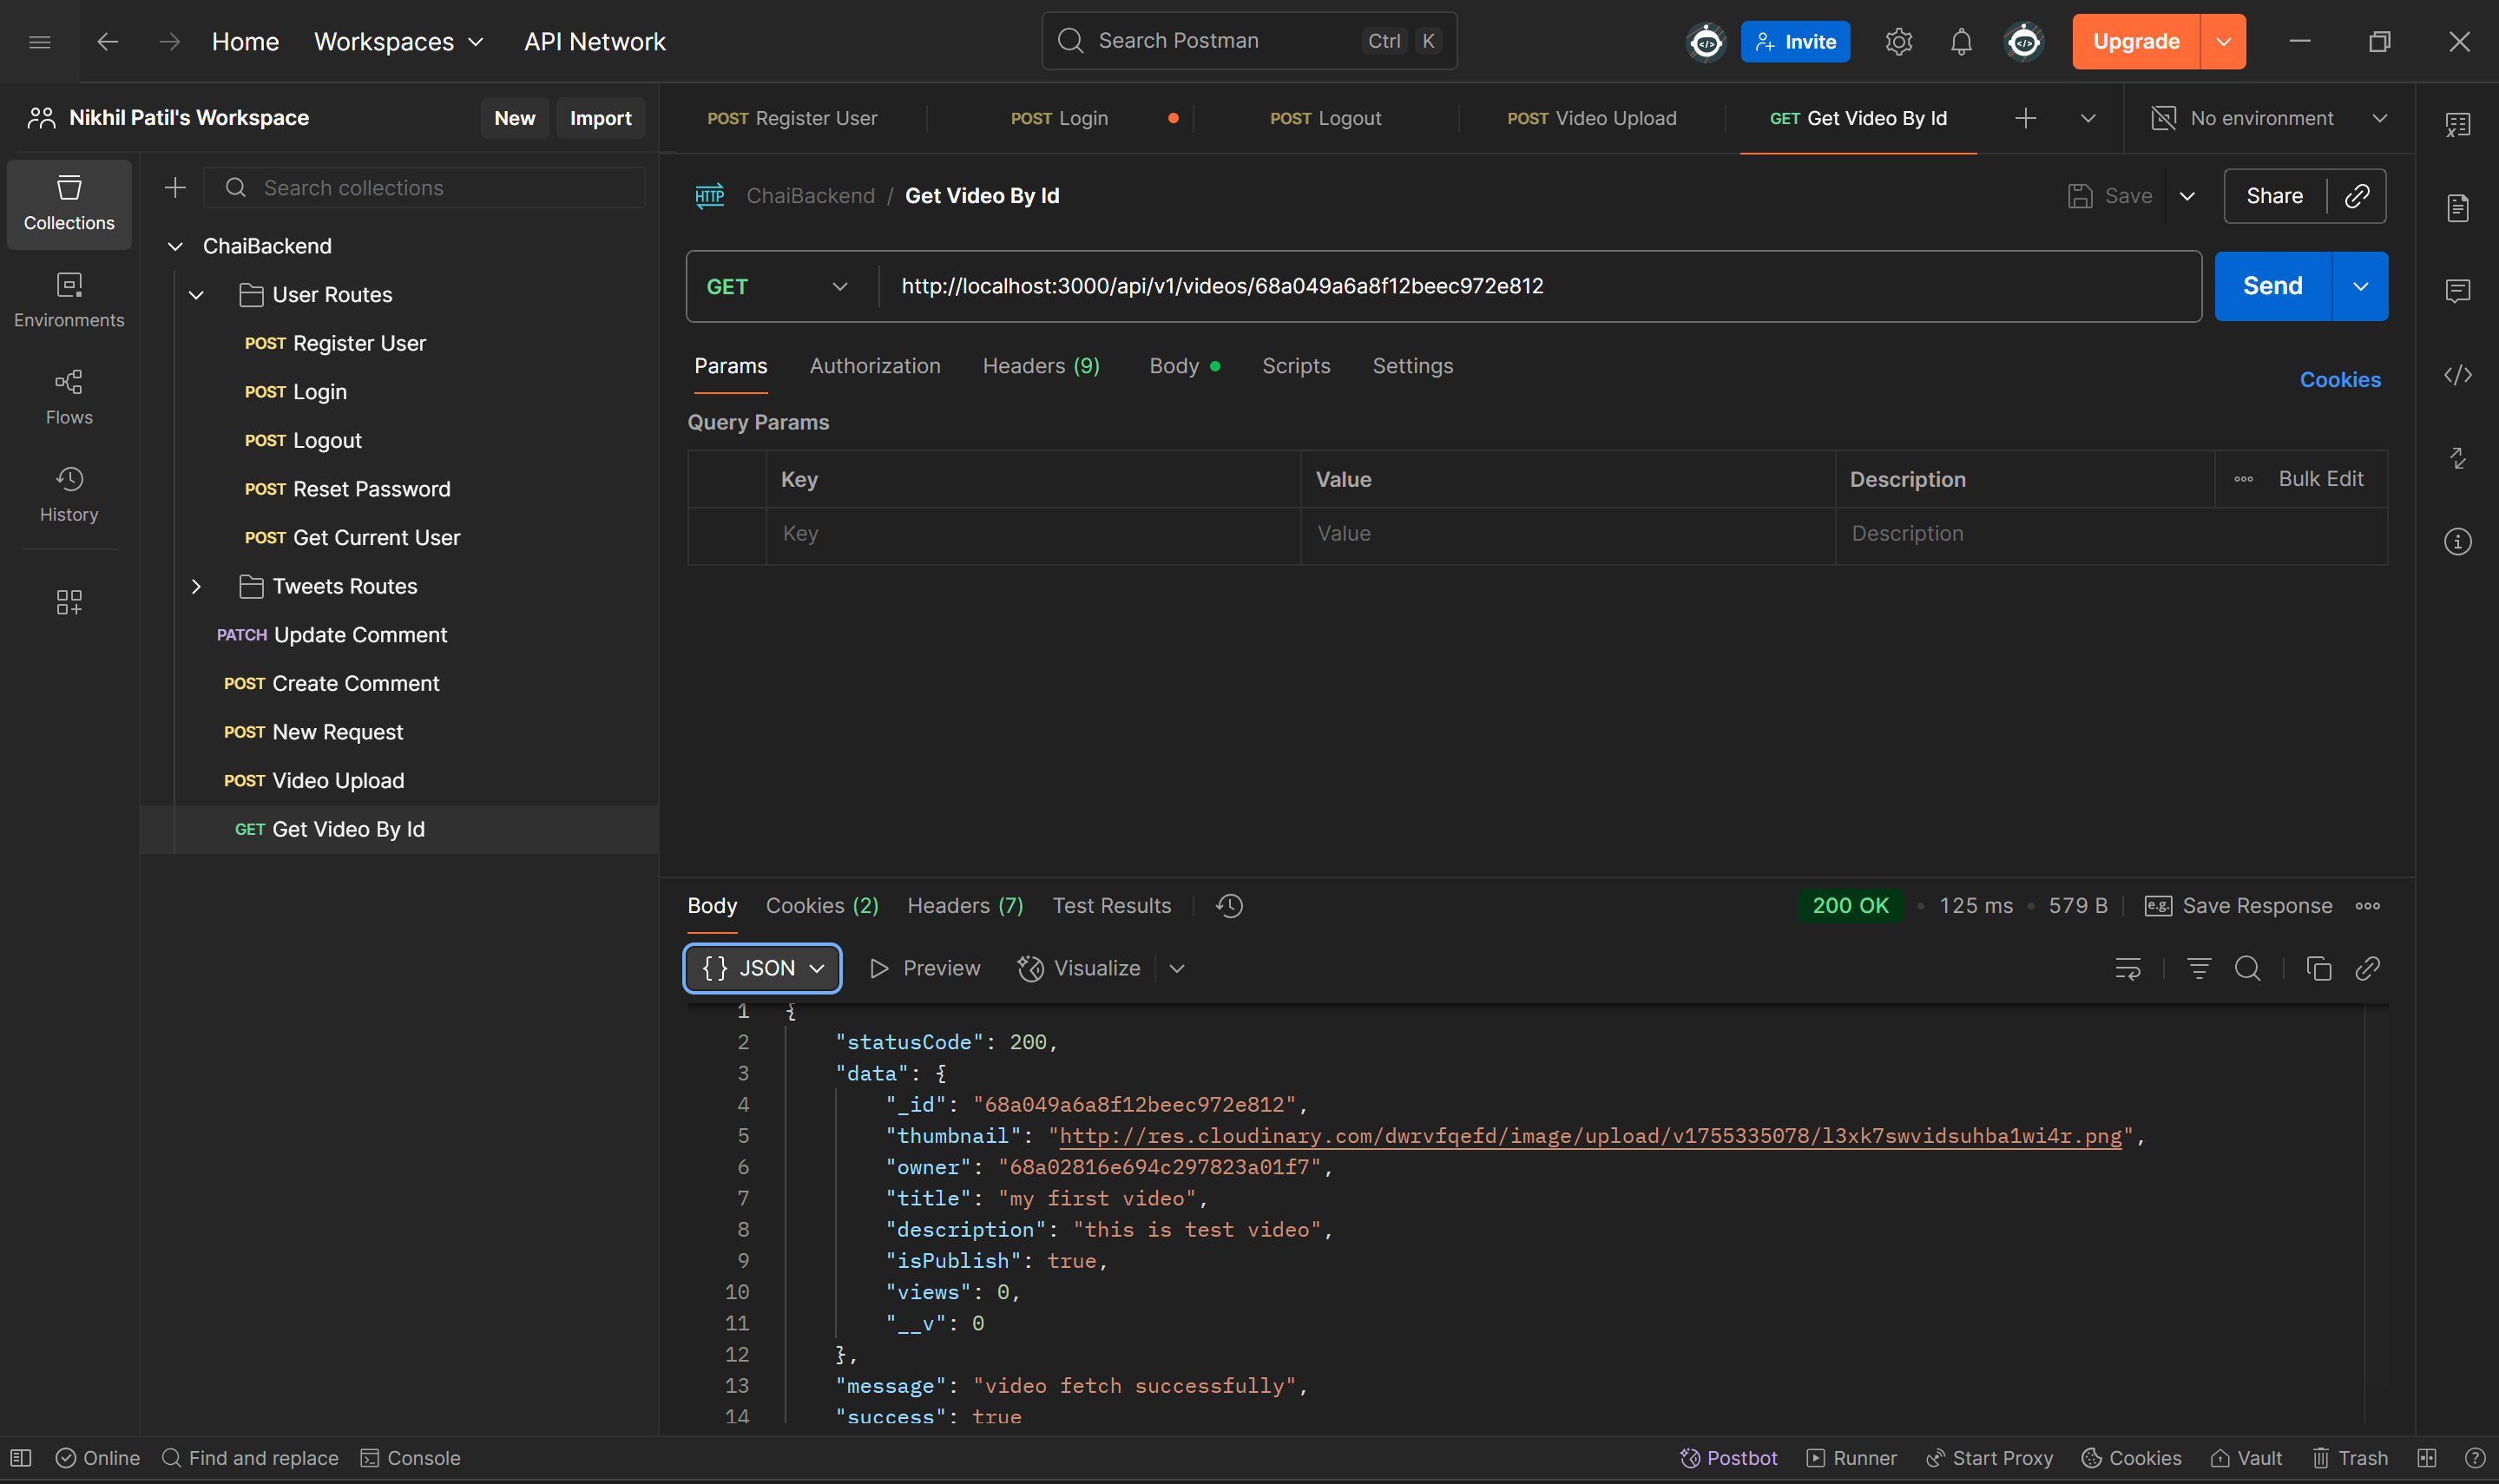 Home Workspaces API Network Search Postman Ctrl K Invite Upgrade
Nikhil Patil's Workspace New Import
POST Register User POST Login POST Logout POST Video Upload GET Get Video By Id No environment
Collections
Environments
Flows
History
Search collections
ChaiBackend
User Routes
POST Register User
POST Login
POST Logout
POST Reset Password
POST Get Current User
Tweets Routes
PATCH Update Comment
POST Create Comment
POST New Request
POST Video Upload
GET Get Video By Id
HTTP ChaiBackend / Get Video By Id Save Share
GET http://localhost:3000/api/v1/videos/68a049a6a8f12beec972e812 Send
Params Authorization Headers (9) Body Scripts Settings Cookies
Query Params
Key Value Description Bulk Edit
Key Value Description
Body Cookies (2) Headers (7) Test Results 200 OK • 125 ms • 579 B e.g. Save Response
{} JSON Preview Visualize
1 {
2 "statusCode": 200,
3 "data": {
4 "_id": "68a049a6a8f12beec972e812",
5 "thumbnail": "http://res.cloudinary.com/dwrvfqefd/image/upload/v1755335078/l3xk7swvidsuhba1wi4r.png",
6 "owner": "68a02816e694c297823a01f7",
7 "title": "my first video",
8 "description": "this is test video",
9 "isPublish": true,
10 "views": 0,
11 "__v": 0
12 },
13 "message": "video fetch successfully",
14 "success": true
Online Find and replace Console Postbot Runner Start Proxy Cookies Vault Trash